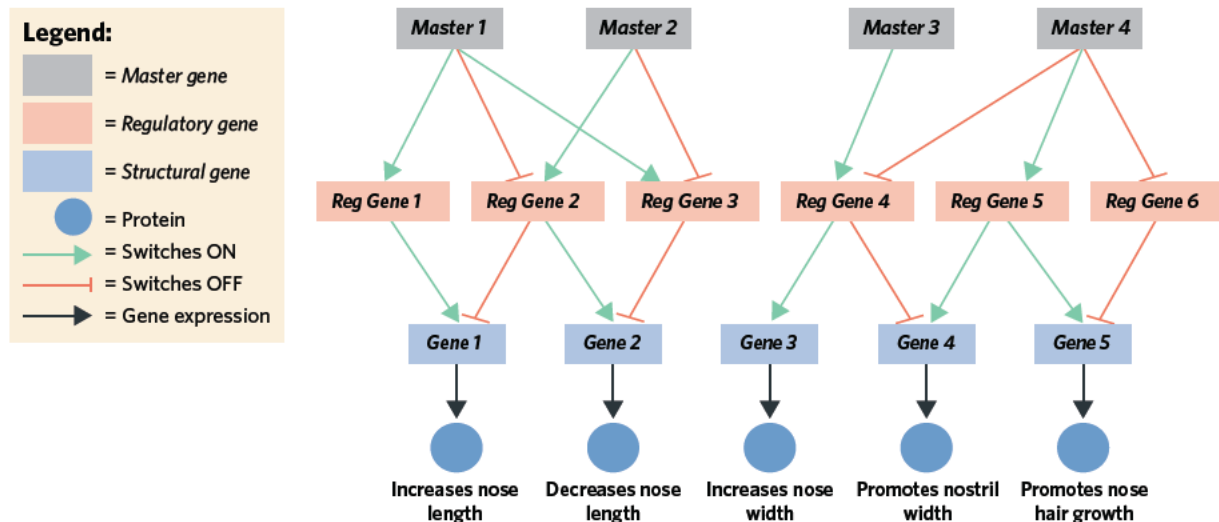 Legend:
= Master gene
= Regulatory gene
= Structural gene
= Protein
= Switches ON
= Switches OFF
= Gene expression
Master 1
Master 2
Master 3
Master 4
Reg Gene 1
Reg Gene 2
Reg Gene 3
Reg Gene 4
Reg Gene 5
Reg Gene 6
Gene 1
Gene 2
Gene 3
Gene 4
Gene 5
Increases nose
length
Decreases nose
length
Increases nose
width
Promotes nostril
width
Promotes nose
hair growth